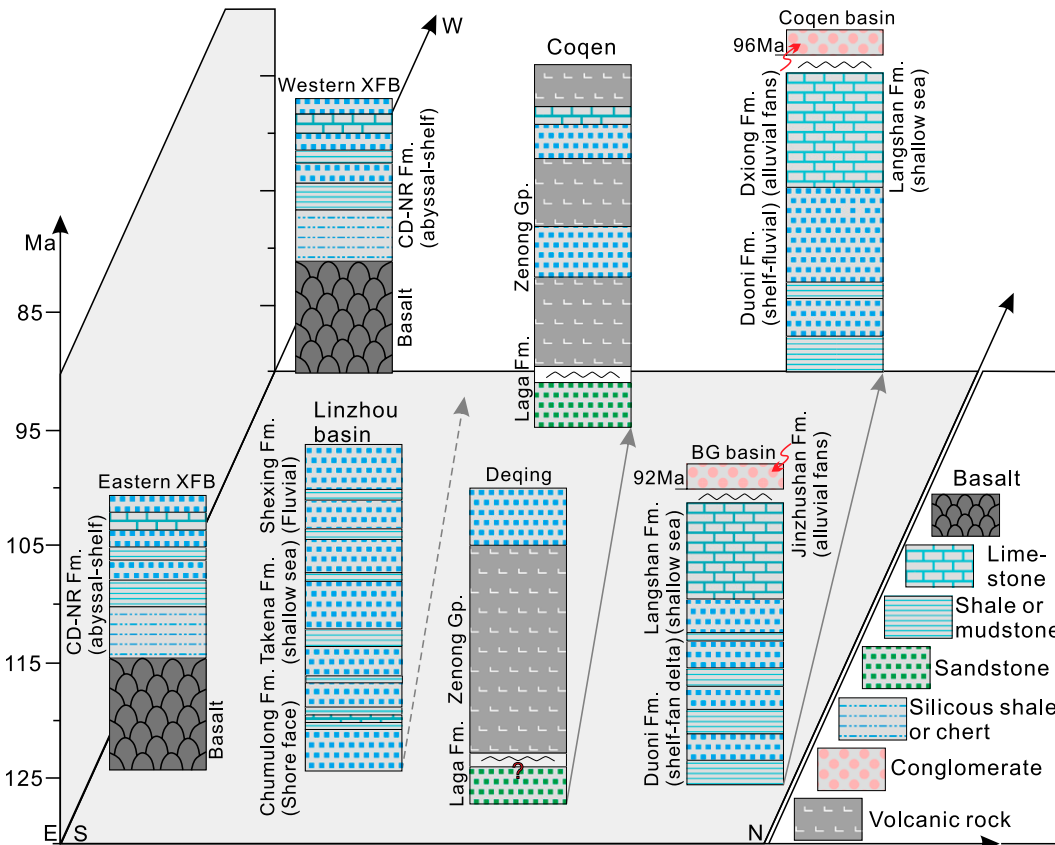 W
Coqen basin
96Ma
Coqen
Western XFB
Dxiong Fm.
(alluvial fans)
Langshan Fm.
(shallow sea)
CD-NR Fm.
(abyssal-shelf)
Zenong Gp.
Duoni Fm.
(shelf-fluvial)
Ma
85
Basalt
Laga Fm.
Linzhou
basin
95
Shexing Fm.
(Fluvial)
Deqing
BG basin
92Ma
Jinzhushan Fm.
(alluvial fans)
Eastern XFB
Basalt
Lime-
stone
Shale or
mudstone
Sandstone
Silicous shale
or chert
Conglomerate
Volcanic rock
105
CD-NR Fm.
(abyssal-shelf)
Takena Fm.
(shallow sea)
Langshan Fm.
(shallow sea)
115
Zenong Gp.
Basalt
Chumulong Fm.
(Shore face)
Laga Fm.
?
Duoni Fm.
(shelf-fan delta)
125
E
S
N